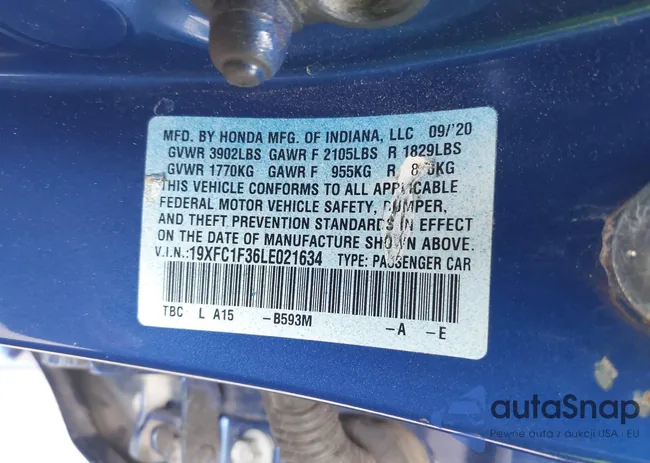 MFD. BY HONDA MFG. OF INDIANA, LLC 09/'20
GVWR 3902LBS GAWR F 2105LBS R 1829LBS
GVWR 1770KG GAWR F 955KG R
THIS VEHICLE CONFORMS TO ALL APPLICABLE
FEDERAL MOTOR VEHICLE SAFETY, BUMPER,
AND THEFT PREVENTION STANDARDS IN EFFECT
ON THE DATE OF MANUFACTURE SHOWN ABOVE.
V.I.N.:19XFC1F36LE021634 TYPE: PASSENGER CAR
TBC L A15 -B593M -A -E
autaSnap
Pewne auta z aukcji USA i EU